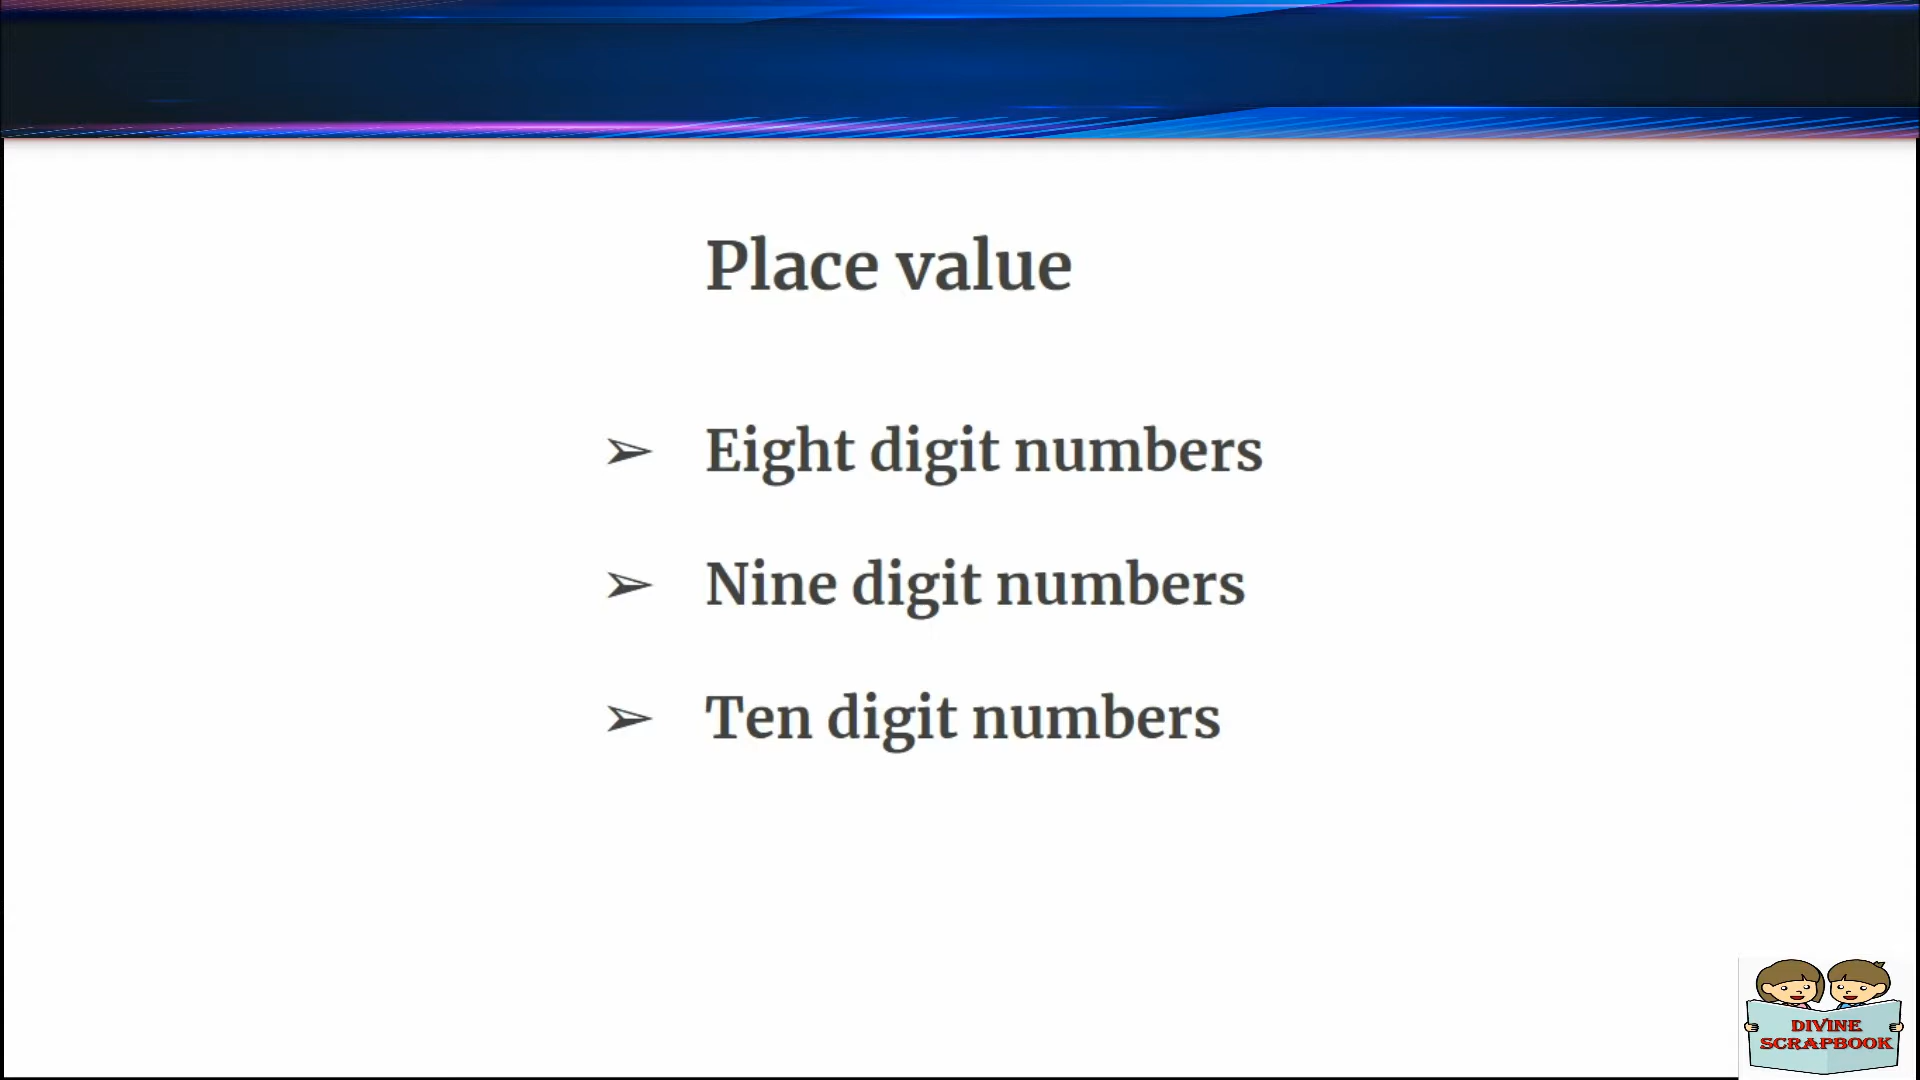 Place value
➢ Eight digit numbers
➢ Nine digit numbers
➢ Ten digit numbers
DIVINE
SCRAPBOOK